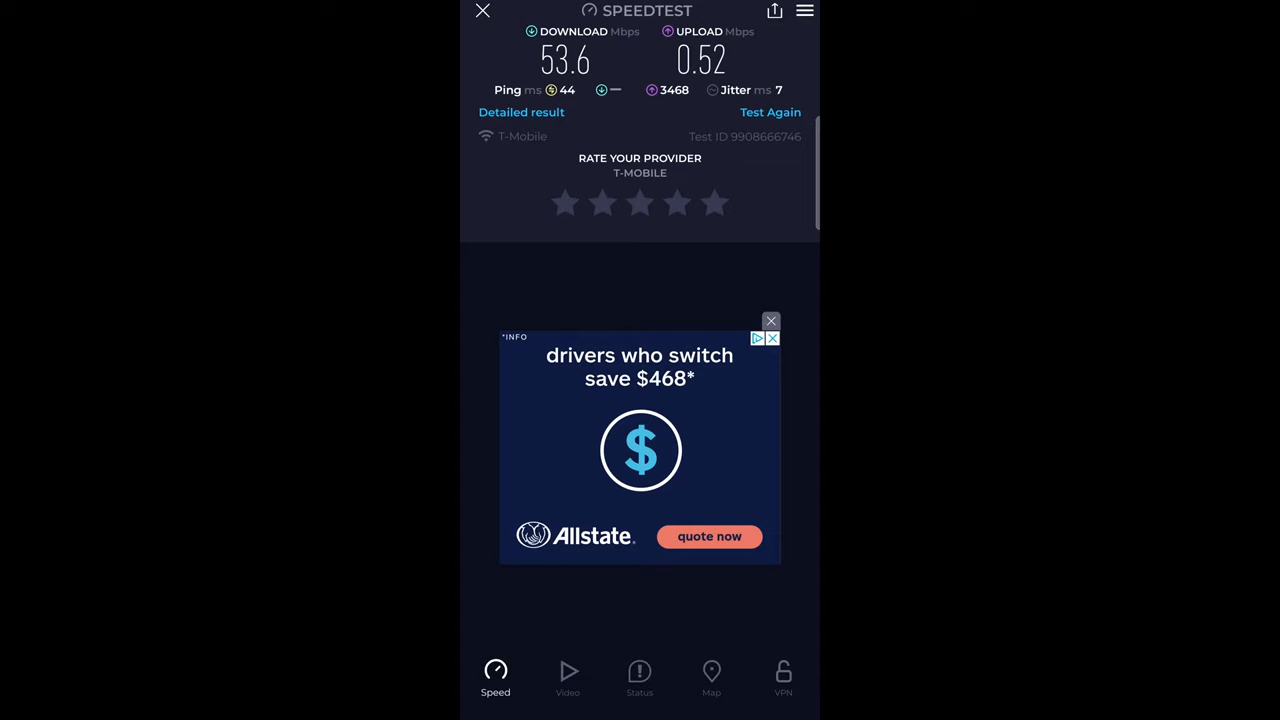 SPEEDTEST
DOWNLOAD Mbps UPLOAD Mbps
53.6 0.52
Ping ms 44 — 3468 Jitter ms 7
Detailed result Test Again
T-Mobile Test ID 9908666746
RATE YOUR PROVIDER
T-MOBILE
*INFO
drivers who switch
save $468*
$
Allstate. quote now
Speed Video Status Map VPN